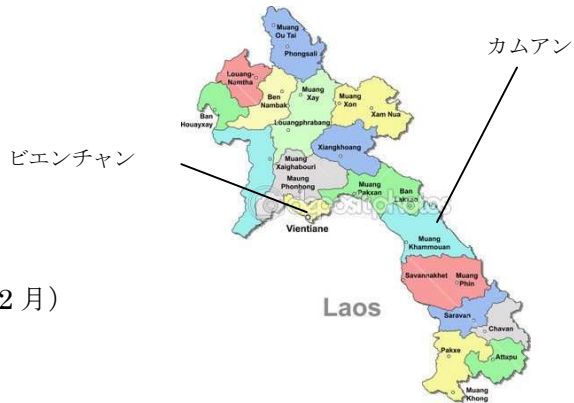 カムアン
Muang
Ou Tai
Phongsali
Louang-
Namtha
Ben
Nambak
Muang
Xay
Muang
Xon
Xam Nua
Ban
Houayxay
Louangphrabang
Xiangkhoang
ビエンチャン
Muang
Xaighabouri
Maung
Phonhong
Muang
Pakxan
Ban
Vientiane
Muang
Khammouan
Savannakhet
Muang
Phin
2 月)
Laos
Saravan
Chavan
Pakxe
Attapu
Muang
Khong